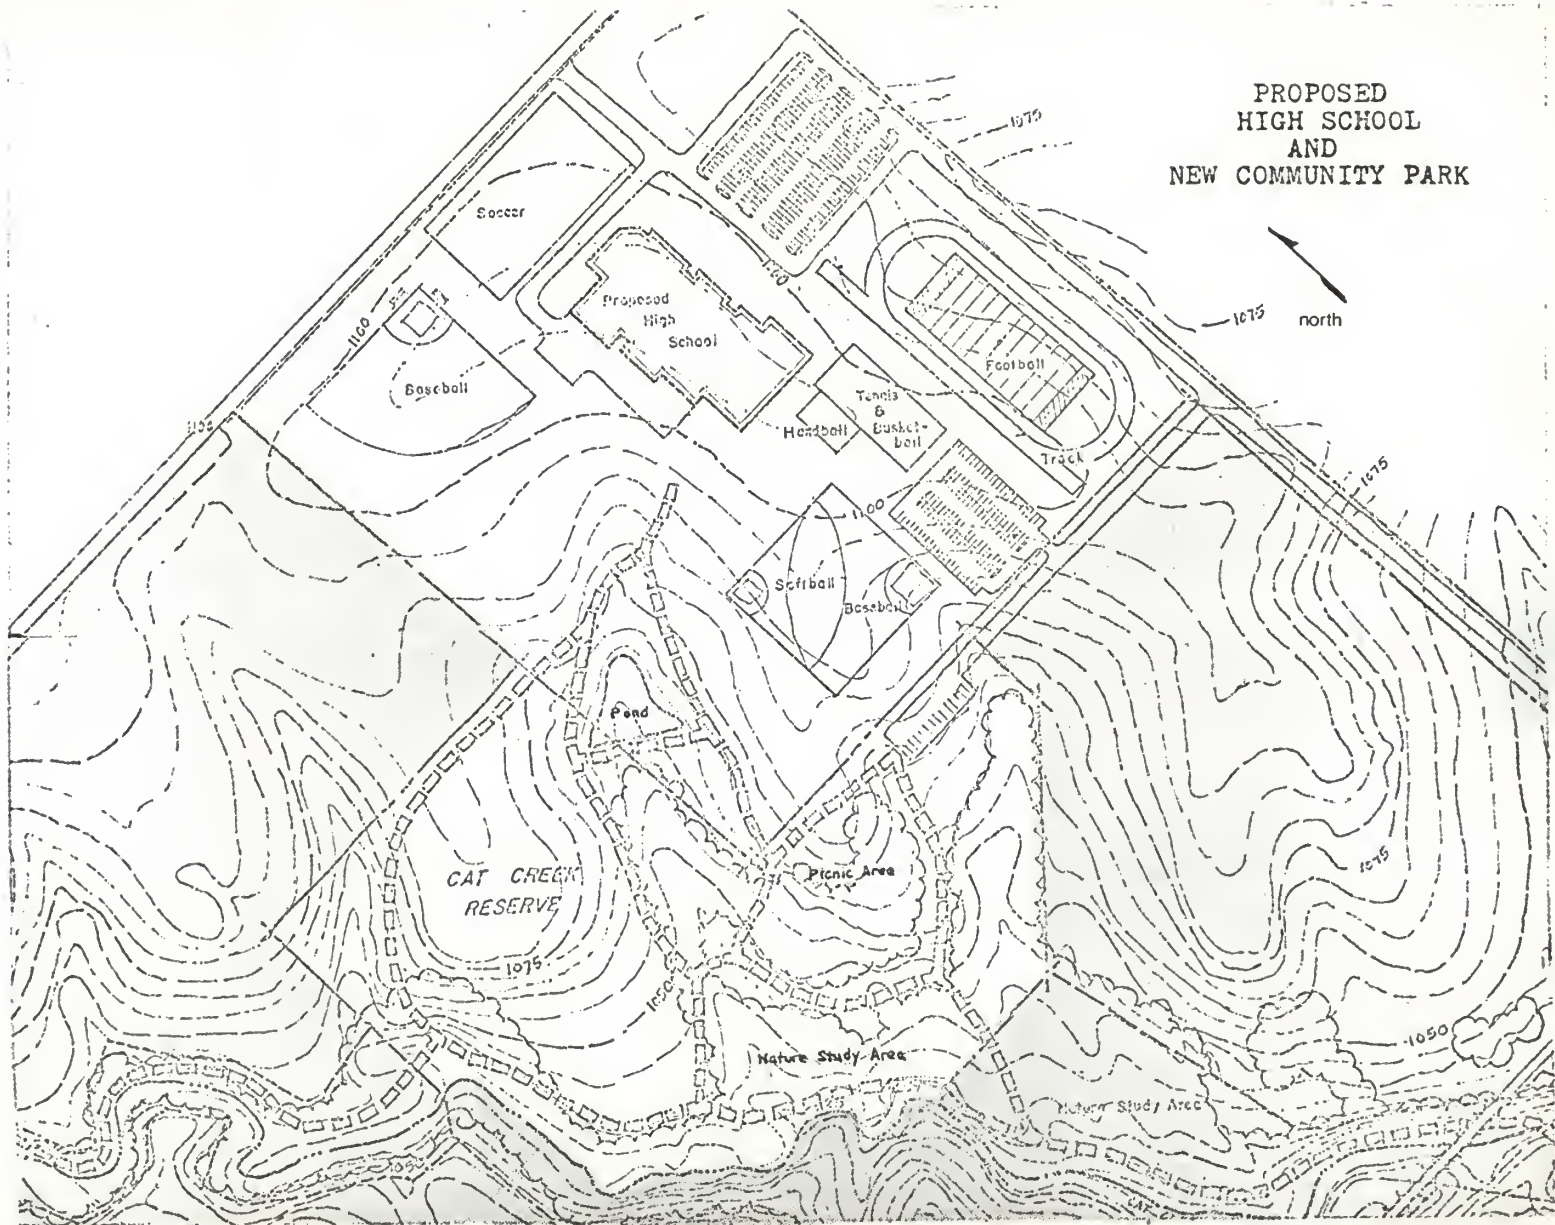 PROPOSED
HIGH SCHOOL
AND
NEW COMMUNITY PARK
north
1075
1075
1075
Soccer
Proposed
High
School
1100
1100
Baseball
Football
Tennis
&
Basket-
ball
Handball
Track
1100
Softball
Baseball
Pond
CAT CREEK
RESERVE
Picnic Area
1075
1075
1050
1050
Nature Study Area
Nature Study Area